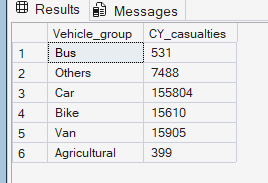 Results Messages
Vehicle_group CY_casualties
1 Bus 531
2 Others 7488
3 Car 155804
4 Bike 15610
5 Van 15905
6 Agricultural 399